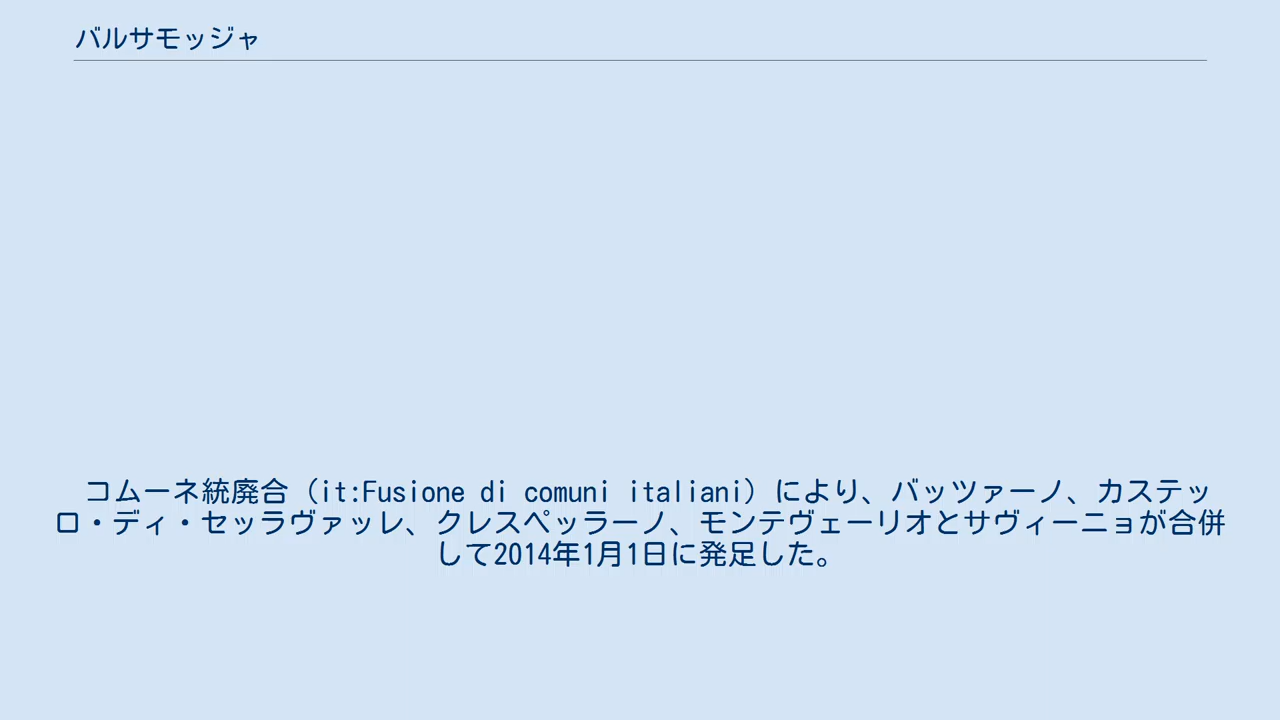 バルサモッジャ
コムーネ統廃合（it:Fusione di comuni italiani）により、バッツァーノ、カステッ
ロ・ディ・セッラヴァッレ、クレスペッラーノ、モンテヴェーリオとサヴィーニョが合併
して2014年1月1日に発足した。